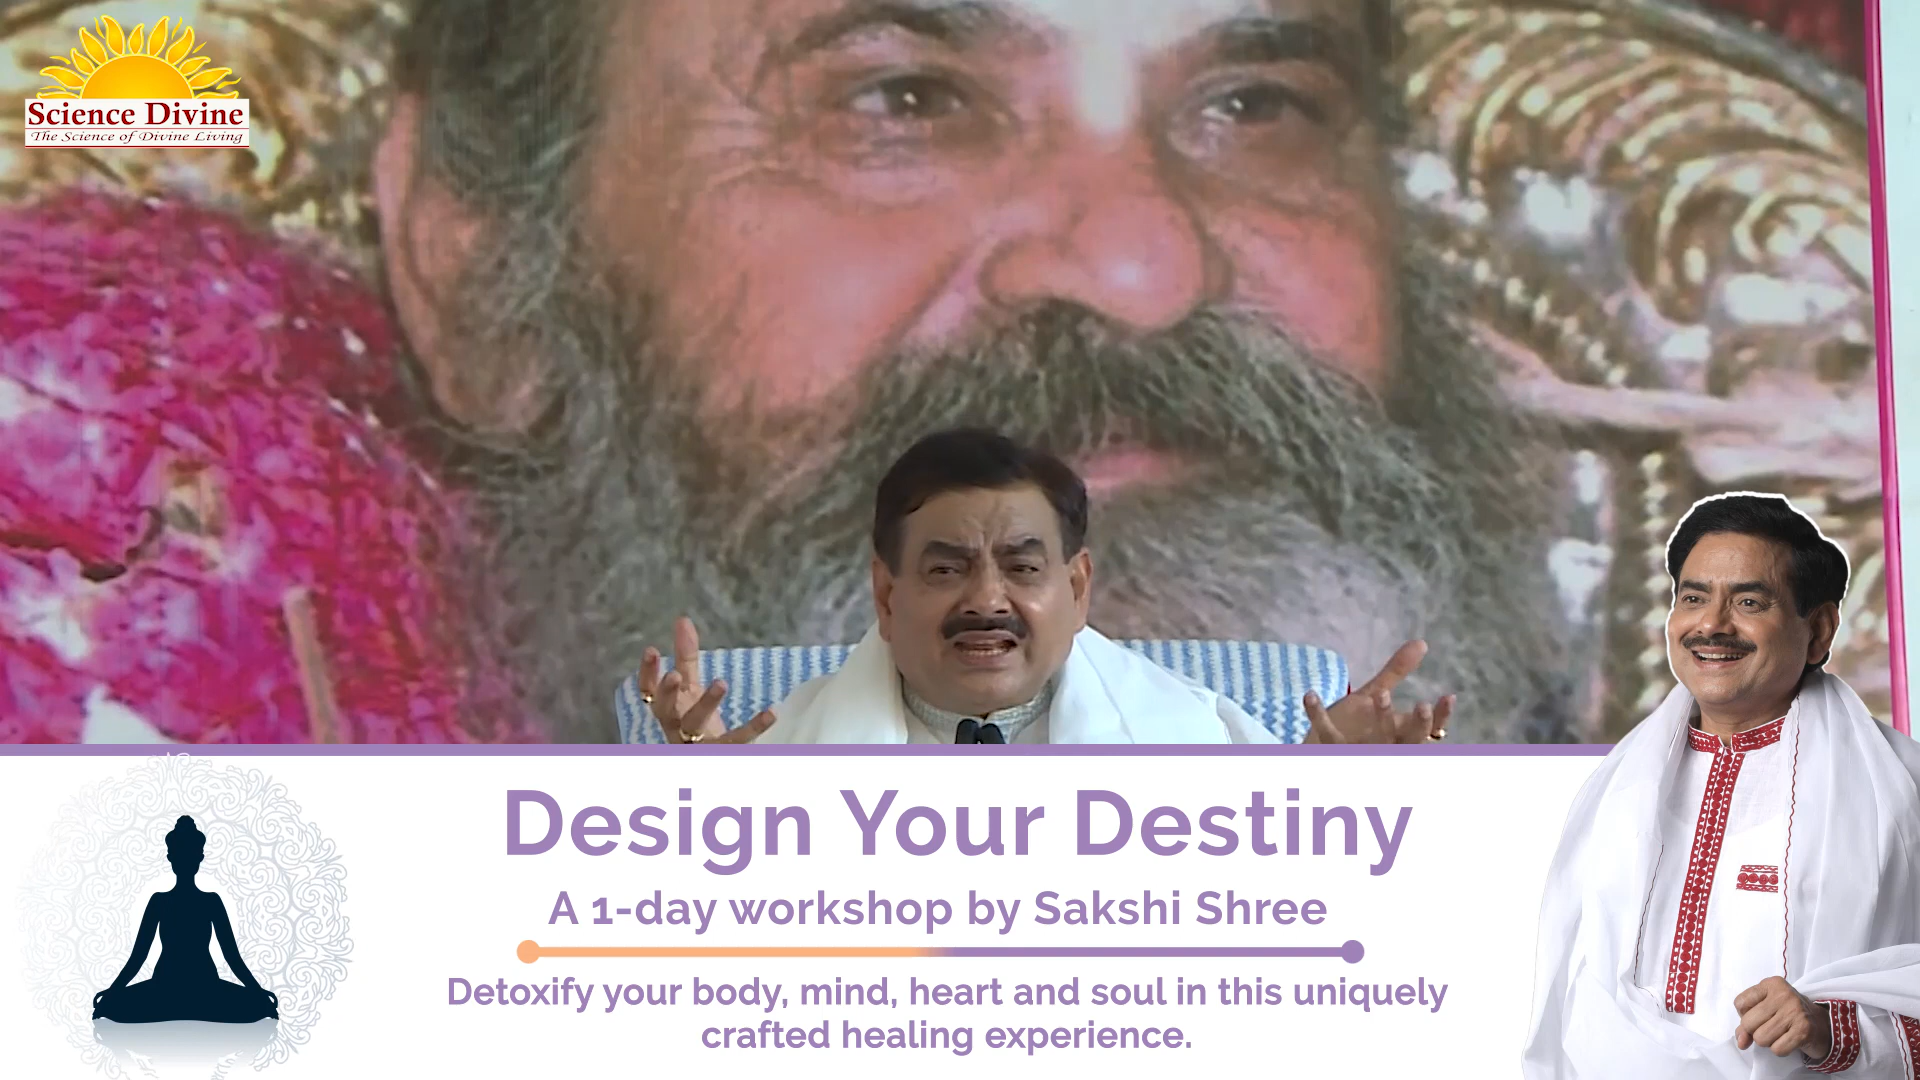 Science Divine
The Science of Divine Living
Design Your Destiny
A 1-day workshop by Sakshi Shree
Detoxify your body, mind, heart and soul in this uniquely
crafted healing experience.